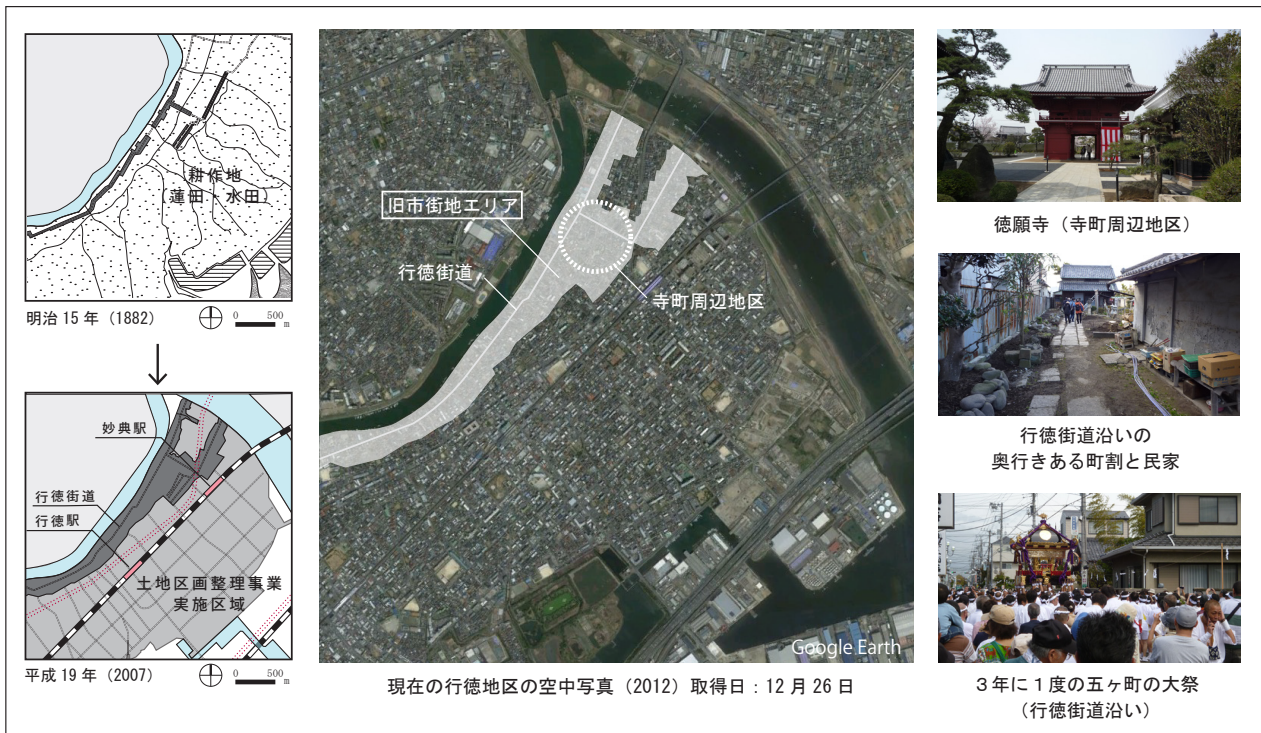 耕作地
（蓮田・水田）
明治 15 年（1882）
0 500
m
妙典駅
行徳街道
行徳駅
土地区画整理事業
実施区域
平成 19 年（2007）
0 500
m
旧市街地エリア
行徳街道
寺町周辺地区
Google Earth
現在の行徳地区の空中写真（2012）取得日：12 月 26 日
徳願寺（寺町周辺地区）
行徳街道沿いの
奥行きある町割と民家
３年に１度の五ヶ町の大祭
（行徳街道沿い）